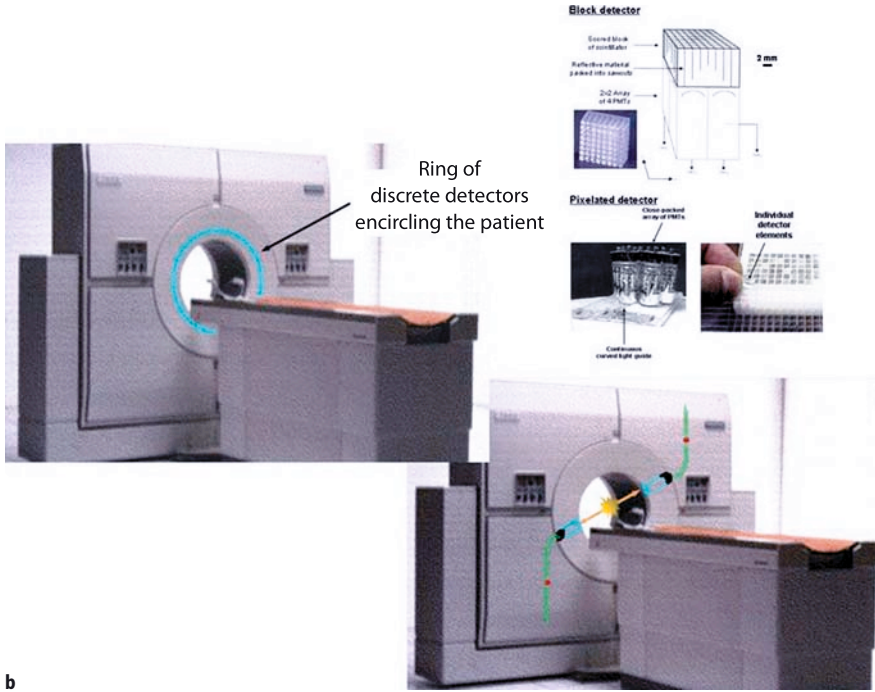 Block detector
Scored block
of scintillator
Reflective material
packed into sawcuts
2x2 Array
of 4 PMTs
2 mm
Ring of
discrete detectors
encircling the patient
Pixelated detector
Close packed
array of PMTs
Individual
detector
elements
Continuous
curved light guide
b